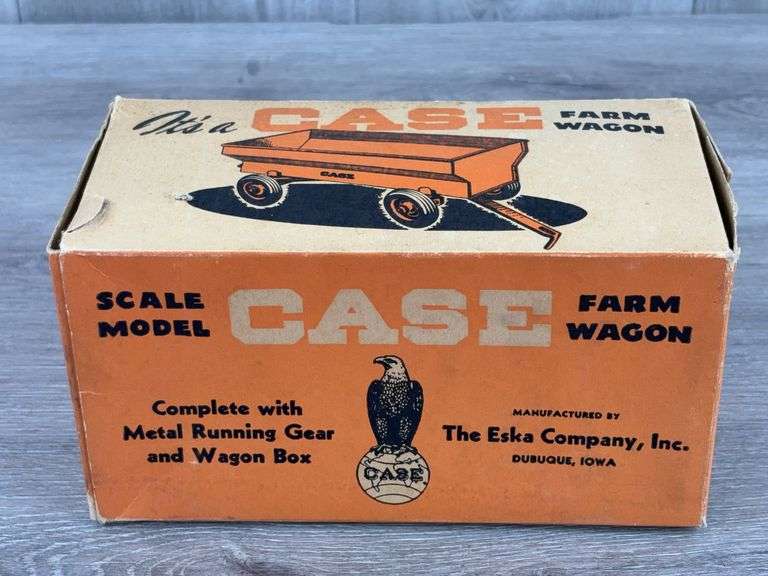 It's a CASE FARM WAGON
CASE
SCALE MODEL CASE FARM WAGON
Complete with
Metal Running Gear
and Wagon Box
CASE
MANUFACTURED BY
The Eska Company, Inc.
DUBUQUE, IOWA